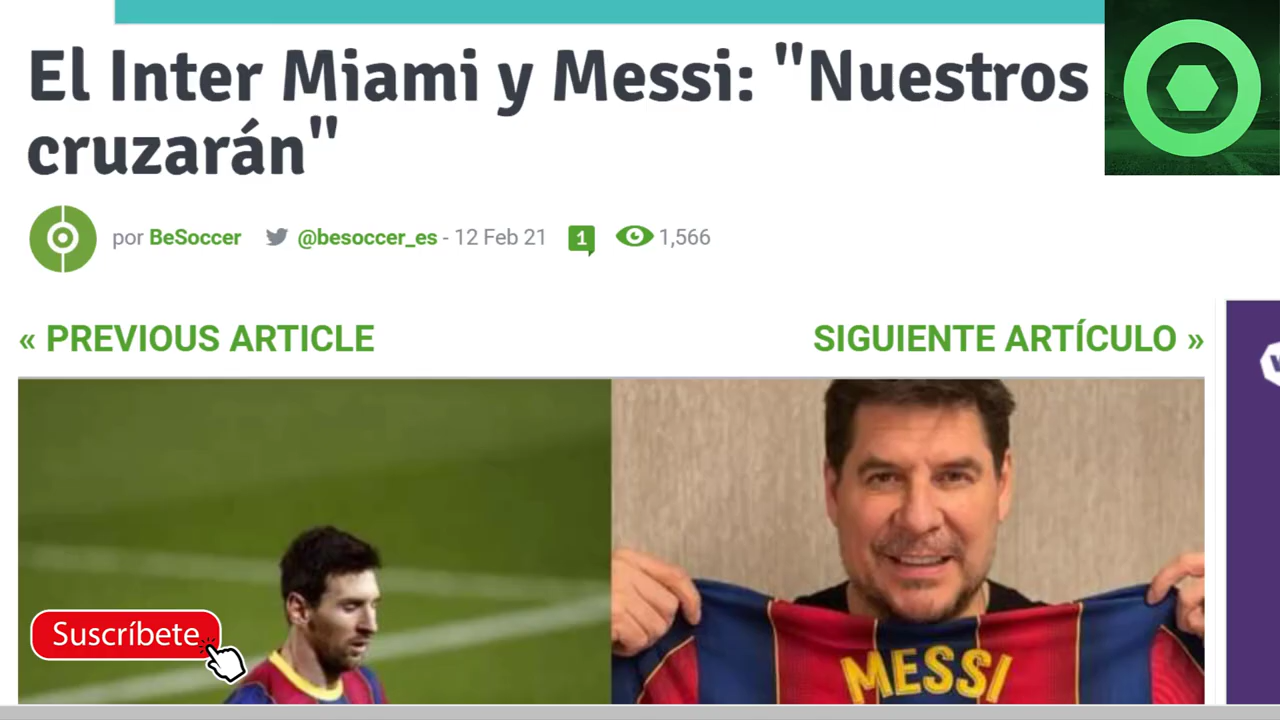 El Inter Miami y Messi: "Nuestros
cruzarán"
por BeSoccer @besoccer_es - 12 Feb 21 1 1,566
« PREVIOUS ARTICLE
SIGUIENTE ARTÍCULO »
Suscríbete
MESSI